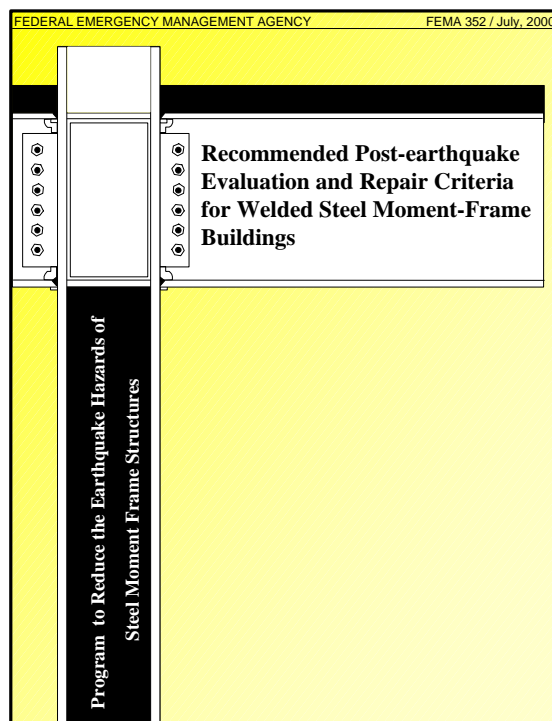 FEDERAL EMERGENCY MANAGEMENT AGENCY FEMA 352 / July, 2000
Recommended Post-earthquake
Evaluation and Repair Criteria
for Welded Steel Moment-Frame
Buildings
Program to Reduce the Earthquake Hazards of
Steel Moment Frame Structures